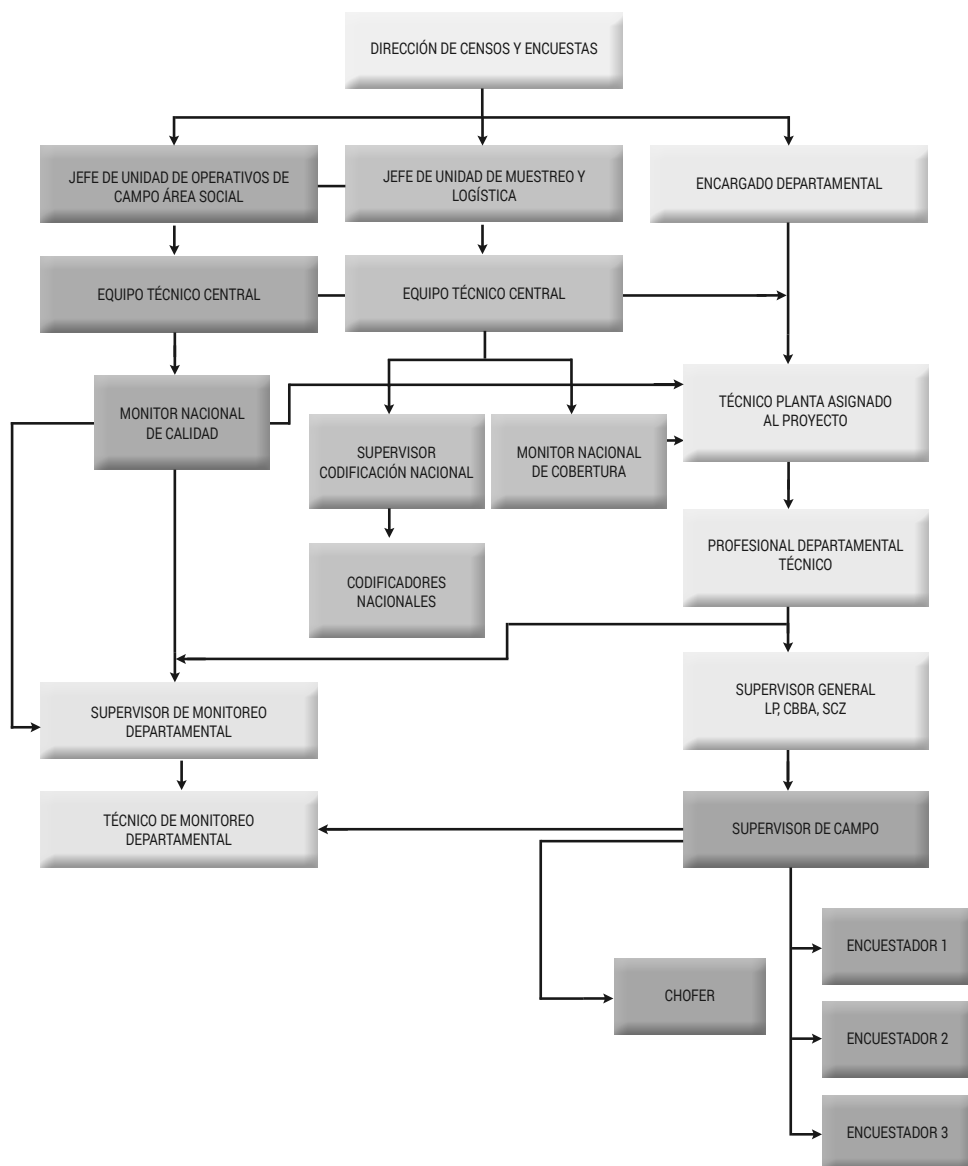 DIRECCIÓN DE CENSOS Y ENCUESTAS
JEFE DE UNIDAD DE OPERATIVOS DE
CAMPO ÁREA SOCIAL
JEFE DE UNIDAD DE MUESTREO Y
LOGÍSTICA
ENCARGADO DEPARTAMENTAL
EQUIPO TÉCNICO CENTRAL
EQUIPO TÉCNICO CENTRAL
MONITOR NACIONAL
DE CALIDAD
TÉCNICO PLANTA ASIGNADO
AL PROYECTO
SUPERVISOR
CODIFICACIÓN NACIONAL
MONITOR NACIONAL
DE COBERTURA
PROFESIONAL DEPARTAMENTAL
TÉCNICO
CODIFICADORES
NACIONALES
SUPERVISOR DE MONITOREO
DEPARTAMENTAL
SUPERVISOR GENERAL
LP, CBBA, SCZ
TÉCNICO DE MONITOREO
DEPARTAMENTAL
SUPERVISOR DE CAMPO
ENCUESTADOR 1
CHOFER
ENCUESTADOR 2
ENCUESTADOR 3